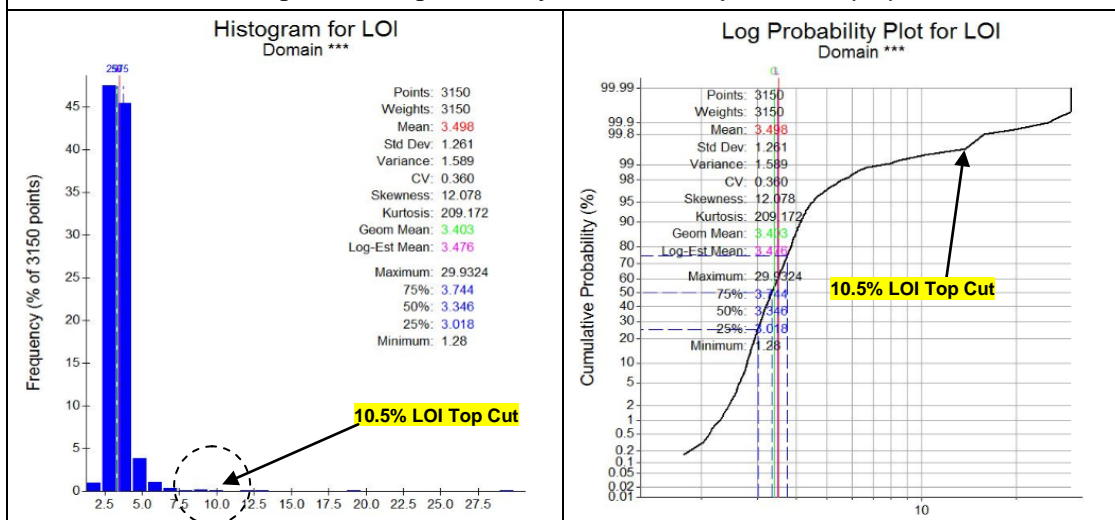 Histogram for LOI
Domain ***
Points: 3150
Weights: 3150
Mean: 3.498
Std Dev: 1.261
Variance: 1.589
CV: 0.360
Skewness: 12.078
Kurtosis: 209.172
Geom Mean: 3.403
Log-Est Mean: 3.476
Maximum: 29.9324
75%: 3.744
50%: 3.346
25%: 3.018
Minimum: 1.28
Frequency (% of 3150 points)
45
40
35
30
25
20
15
10
5
0
10.5% LOI Top Cut
2.5 5.0 7.5 10.0 12.5 15.0 17.5 20.0 22.5 25.0 27.5 30.0
Log Probability Plot for LOI
Domain ***
Points: 3150
Weights: 3150
Mean: 3.498
Std Dev: 1.261
Variance: 1.589
CV: 0.360
Skewness: 12.078
Kurtosis: 209.172
Geom Mean: 3.403
Log-Est Mean: 3.476
Maximum: 29.9324
75%: 3.744
50%: 3.346
25%: 3.018
Minimum: 1.28
Cumulative Probability (%)
99.99
99.9
99.8
99
98
95
90
80
70
60
50
40
30
20
10
5
2
1
0.5
0.2
0.1
0.05
0.02
0.01
10.5% LOI Top Cut
10